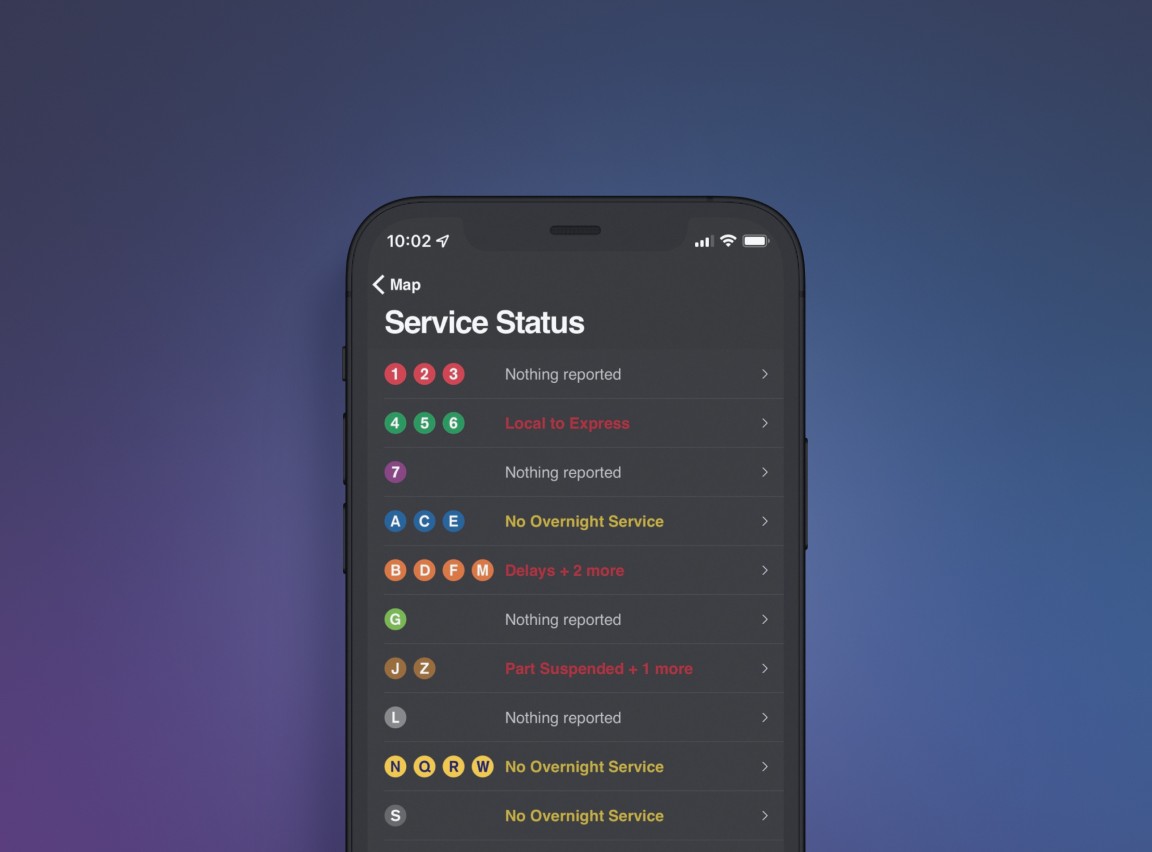 10:02
Map
Service Status
1 2 3 Nothing reported
4 5 6 Local to Express
7 Nothing reported
A C E No Overnight Service
B D F M Delays + 2 more
G Nothing reported
J Z Part Suspended + 1 more
L Nothing reported
N Q R W No Overnight Service
S No Overnight Service